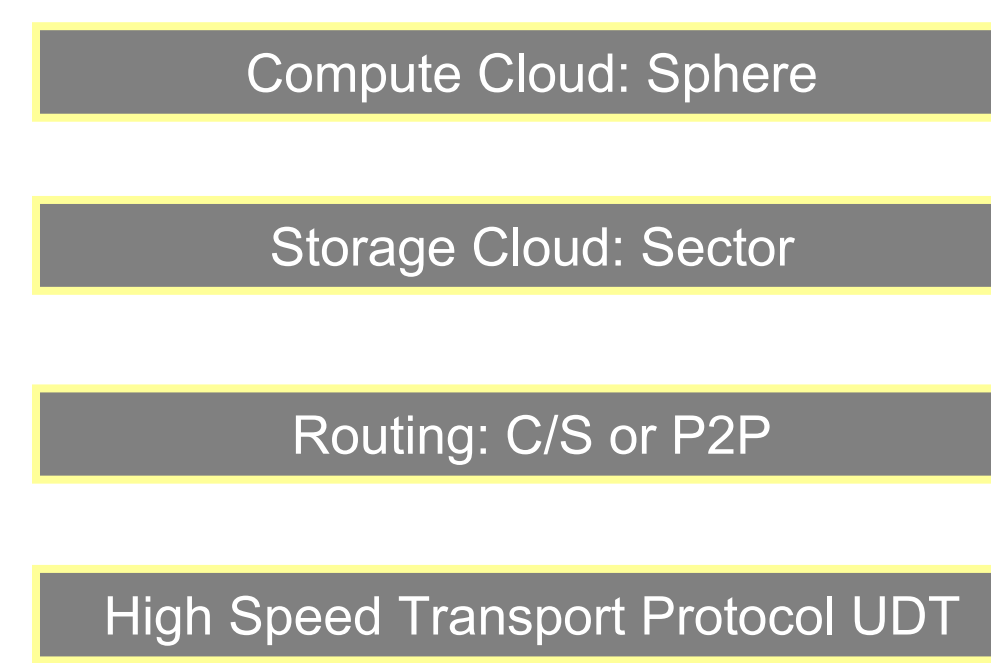 Compute Cloud: Sphere
Storage Cloud: Sector
Routing: C/S or P2P
High Speed Transport Protocol UDT